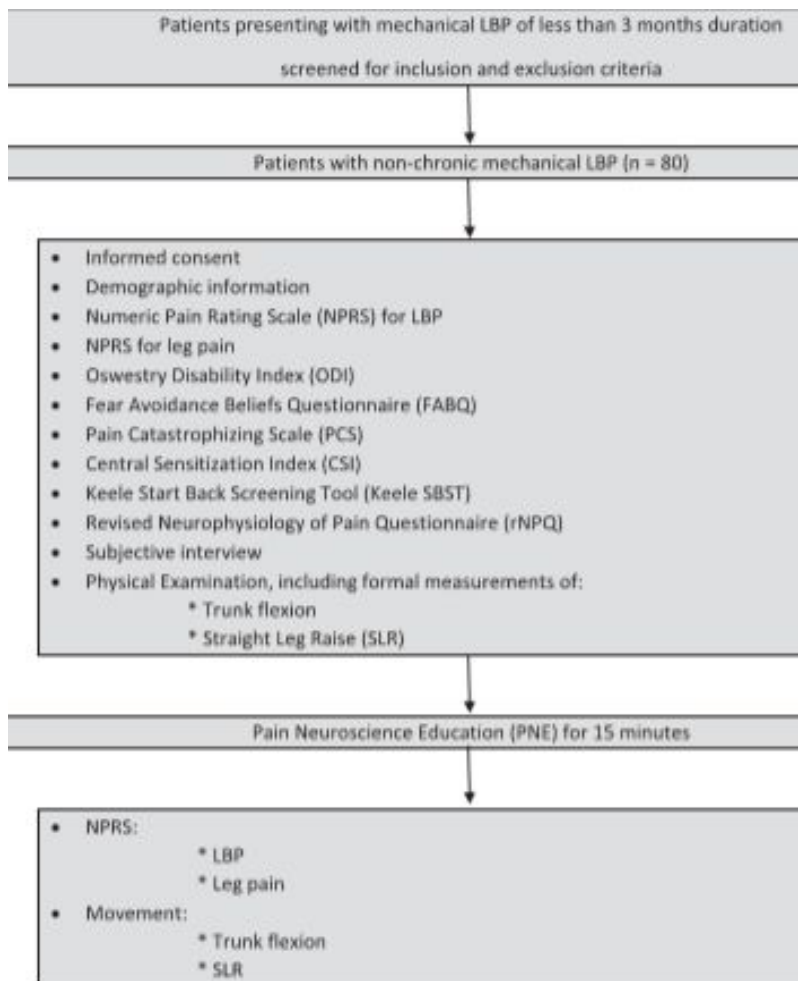 Patients presenting with mechanical LBP of less than 3 months duration
screened for inclusion and exclusion criteria
Patients with non-chronic mechanical LBP (n = 80)
• Informed consent
• Demographic information
• Numeric Pain Rating Scale (NPRS) for LBP
• NPRS for leg pain
• Oswestry Disability Index (ODI)
• Fear Avoidance Beliefs Questionnaire (FABQ)
• Pain Catastrophizing Scale (PCS)
• Central Sensitization Index (CSI)
• Keele Start Back Screening Tool (Keele SBST)
• Revised Neurophysiology of Pain Questionnaire (rNPQ)
• Subjective interview
• Physical Examination, including formal measurements of:
* Trunk flexion
* Straight Leg Raise (SLR)
Pain Neuroscience Education (PNE) for 15 minutes
• NPRS:
* LBP
* Leg pain
• Movement:
* Trunk flexion
* SLR